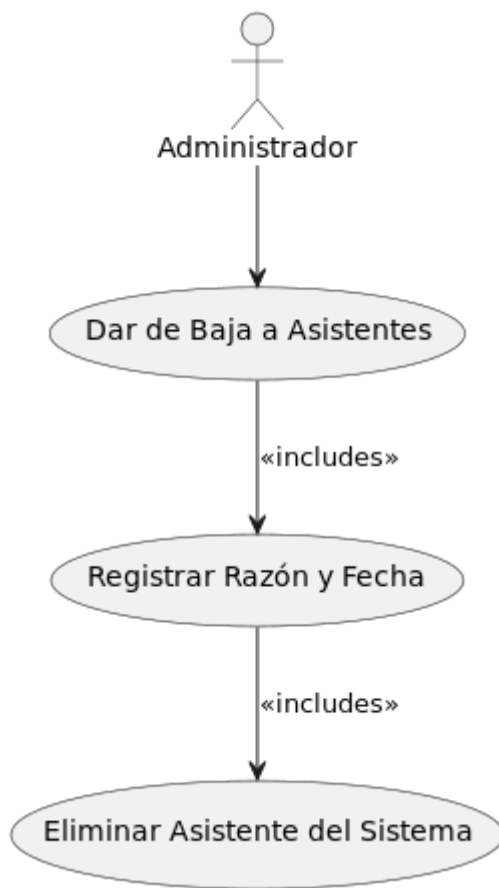 Administrador
Dar de Baja a Asistentes
«includes»
Registrar Razón y Fecha
«includes»
Eliminar Asistente del Sistema